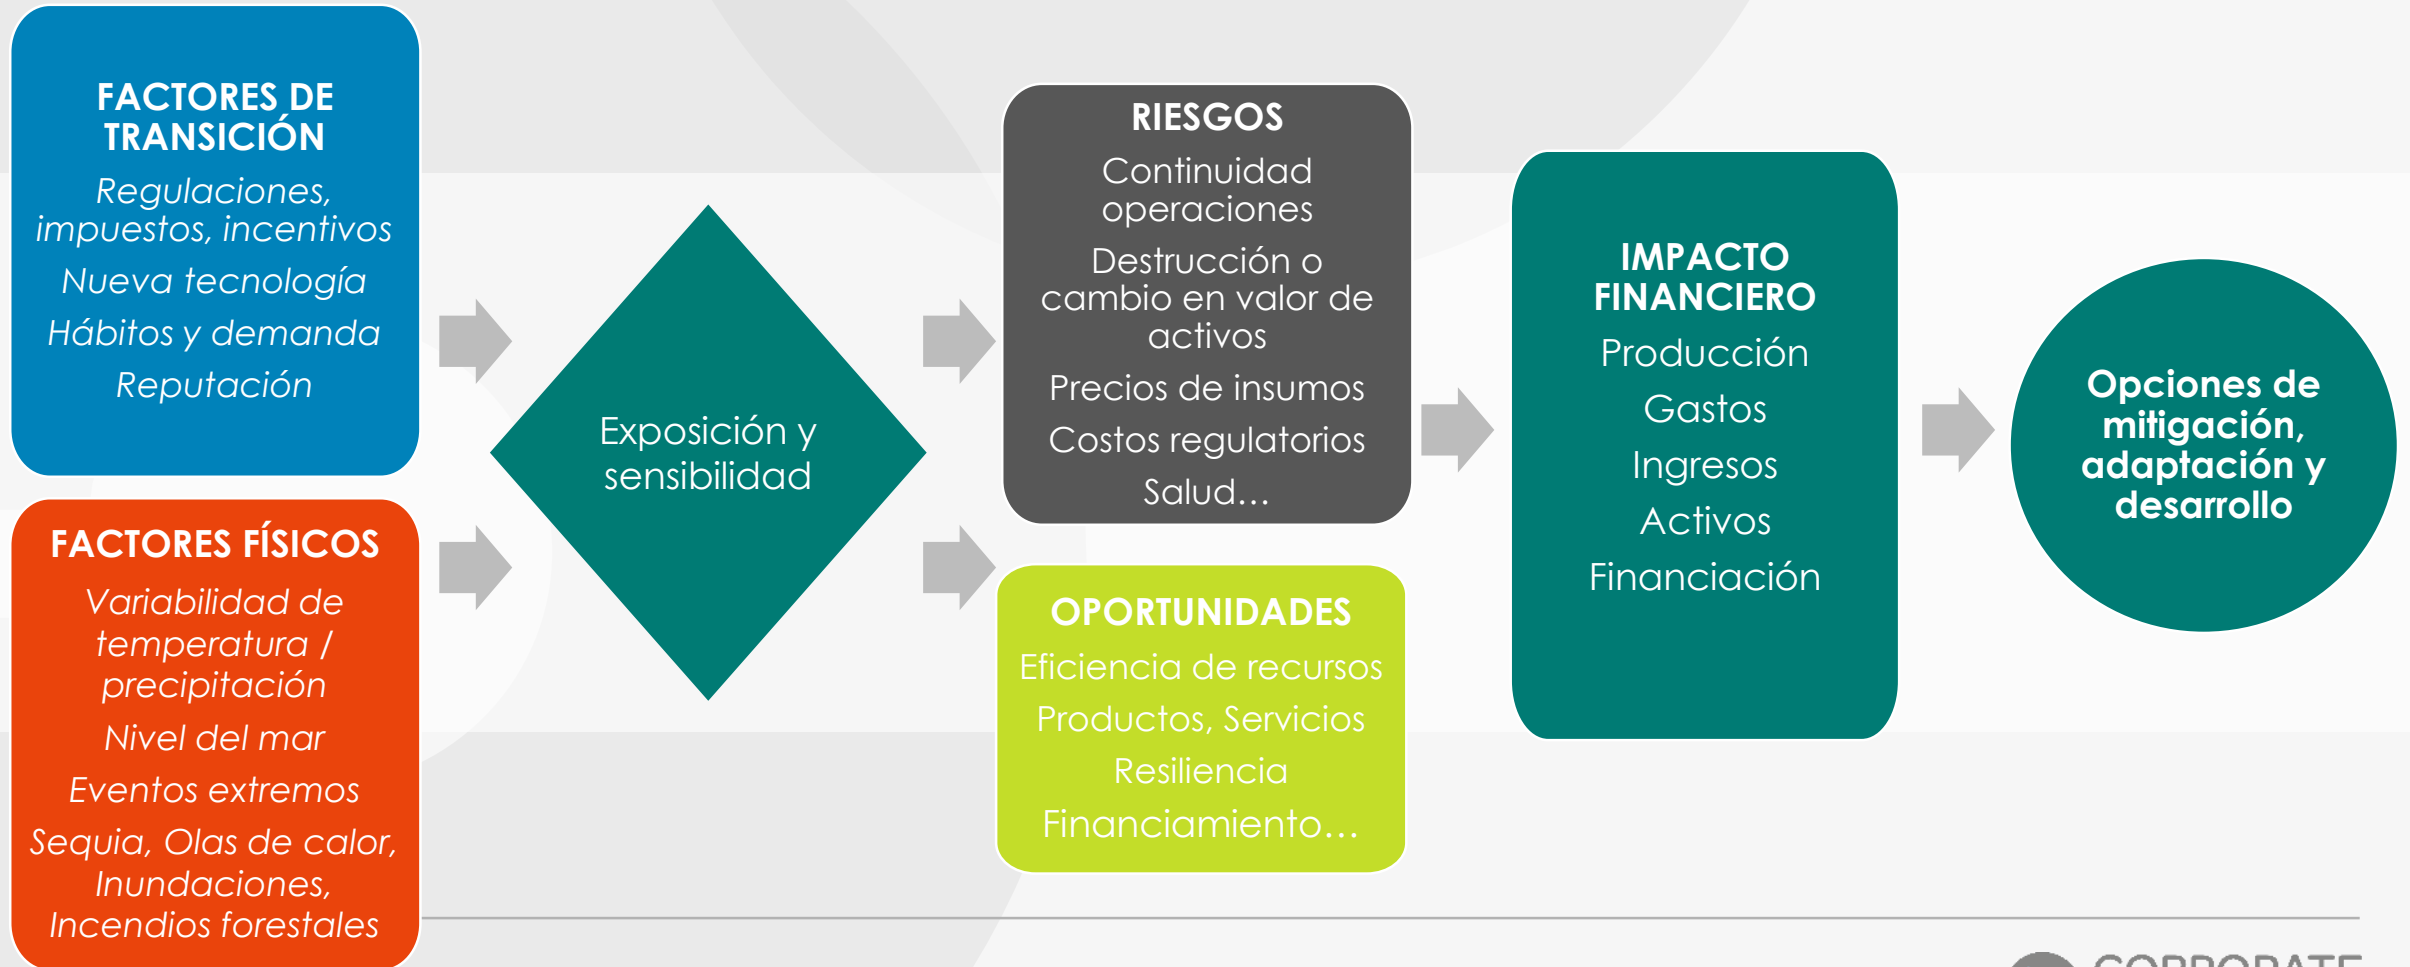 FACTORES DE
TRANSICIÓN
Regulaciones,
impuestos, incentivos
Nueva tecnología
Hábitos y demanda
Reputación
FACTORES FÍSICOS
Variabilidad de
temperatura /
precipitación
Nivel del mar
Eventos extremos
Sequia, Olas de calor,
Inundaciones,
Incendios forestales
Exposición y
sensibilidad
RIESGOS
Continuidad
operaciones
Destrucción o
cambio en valor de
activos
Precios de insumos
Costos regulatorios
Salud...
OPORTUNIDADES
Eficiencia de recursos
Productos, Servicios
Resiliencia
Financiamiento...
IMPACTO
FINANCIERO
Producción
Gastos
Ingresos
Activos
Financiación
Opciones de
mitigación,
adaptación y
desarrollo
CORPORATE